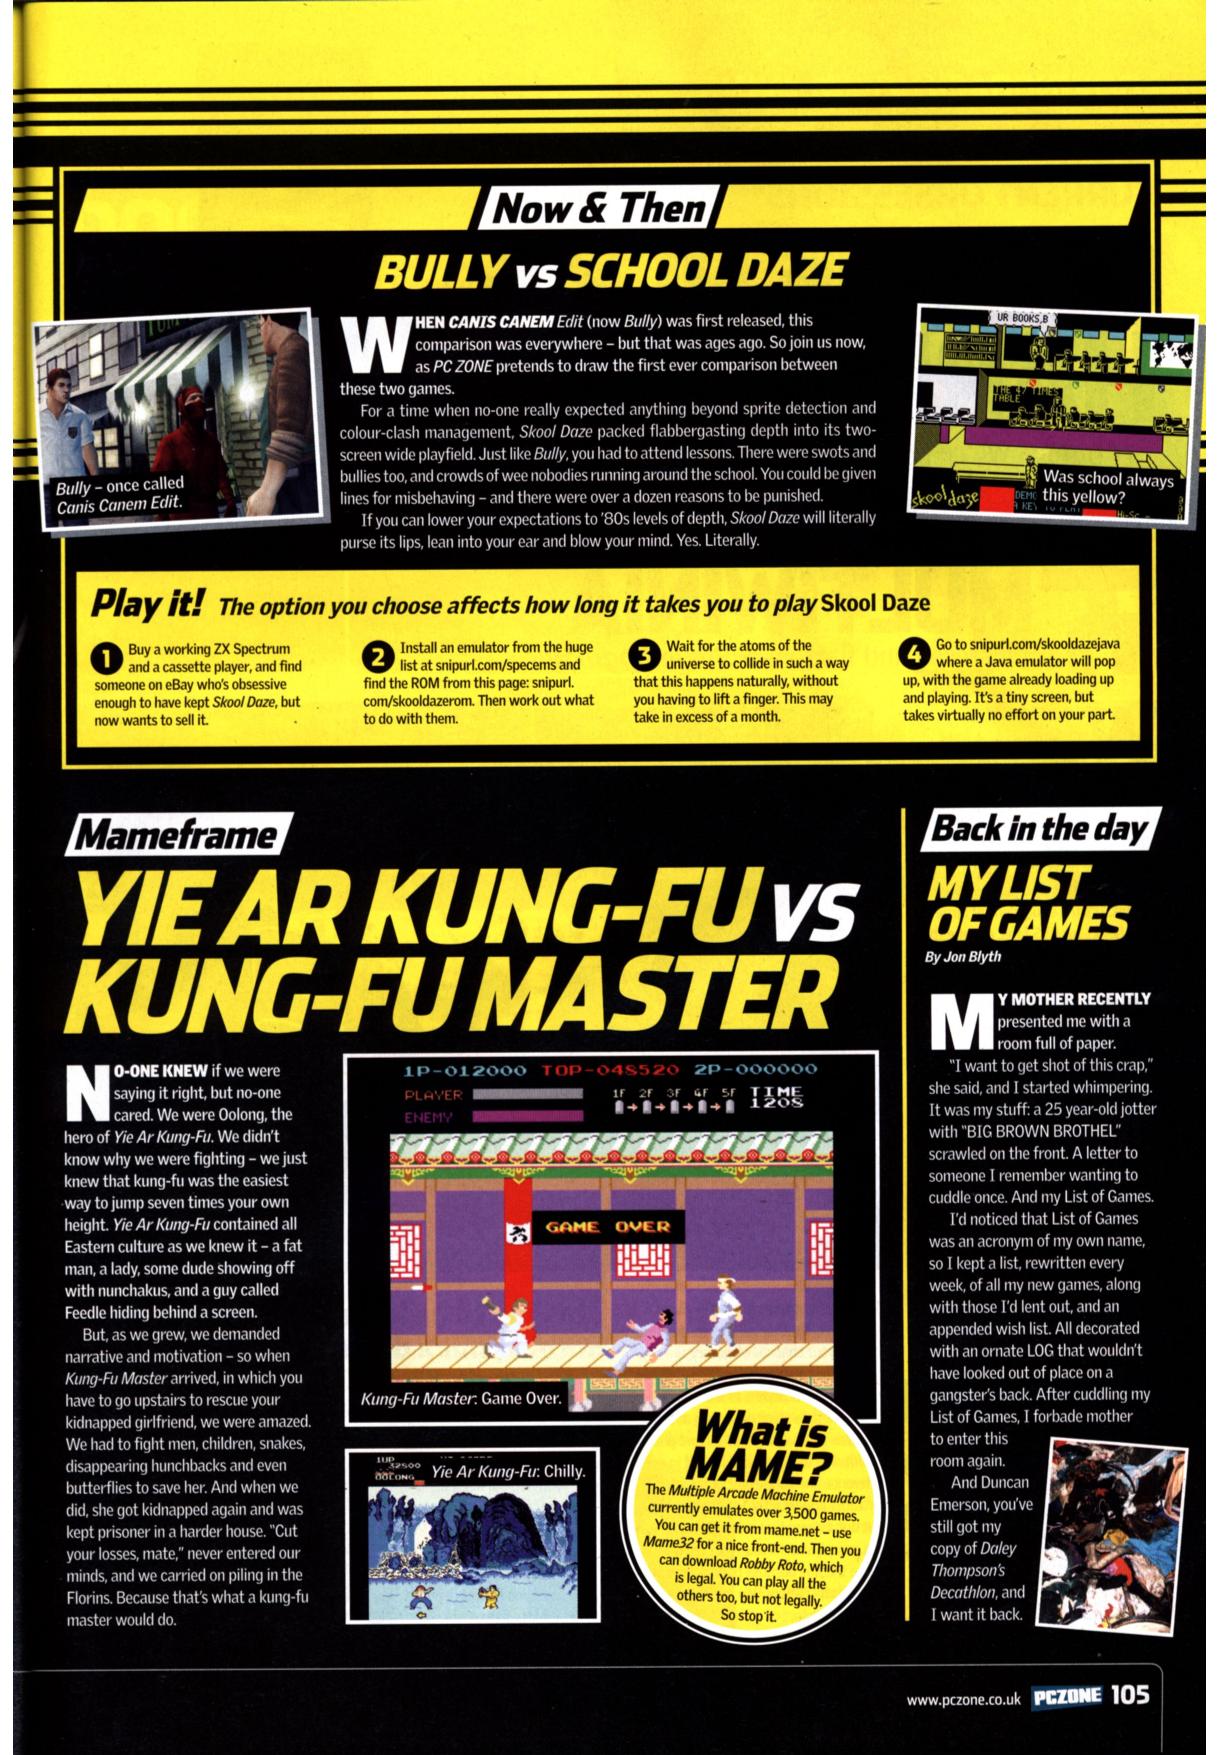 Now & Then
BULLY vs SCHOOL DAZE
Bully – once called
Canis Canem Edit.
WHEN CANIS CANEM Edit (now Bully) was first released, this
comparison was everywhere – but that was ages ago. So join us now,
as PC ZONE pretends to draw the first ever comparison between
these two games.
For a time when no-one really expected anything beyond sprite detection and
colour-clash management, Skool Daze packed flabbergasting depth into its two-
screen wide playfield. Just like Bully, you had to attend lessons. There were swots and
bullies too, and crowds of wee nobodies running around the school. You could be given
lines for misbehaving – and there were over a dozen reasons to be punished.
If you can lower your expectations to '80s levels of depth, Skool Daze will literally
purse its lips, lean into your ear and blow your mind. Yes. Literally.
UR BOOKS,B
THE 47 TIMES
TABLE
skool daze
Was school always
this yellow?
Play it! The option you choose affects how long it takes you to play Skool Daze
1 Buy a working ZX Spectrum
and a cassette player, and find
someone on eBay who's obsessive
enough to have kept Skool Daze, but
now wants to sell it.
2 Install an emulator from the huge
list at snipurl.com/specems and
find the ROM from this page: snipurl.
com/skooldazerom. Then work out what
to do with them.
3 Wait for the atoms of the
universe to collide in such a way
that this happens naturally, without
you having to lift a finger. This may
take in excess of a month.
4 Go to snipurl.com/skooldazejava
where a Java emulator will pop
up, with the game already loading up
and playing. It's a tiny screen, but
takes virtually no effort on your part.
Mameframe
YIE AR KUNG-FU VS
KUNG-FU MASTER
NO-ONE KNEW if we were
saying it right, but no-one
cared. We were Oolong, the
hero of Yie Ar Kung-Fu. We didn't
know why we were fighting – we just
knew that kung-fu was the easiest
way to jump seven times your own
height. Yie Ar Kung-Fu contained all
Eastern culture as we knew it – a fat
man, a lady, some dude showing off
with nunchakus, and a guy called
Feedle hiding behind a screen.
But, as we grew, we demanded
narrative and motivation – so when
Kung-Fu Master arrived, in which you
have to go upstairs to rescue your
kidnapped girlfriend, we were amazed.
We had to fight men, children, snakes,
disappearing hunchbacks and even
butterflies to save her. And when we
did, she got kidnapped again and was
kept prisoner in a harder house. "Cut
your losses, mate," never entered our
minds, and we carried on piling in the
Florins. Because that's what a kung-fu
master would do.
1P-012000 TOP-048520 2P-000000
PLAYER
ENEMY
1F 2F 3F 4F 5F
TIME
1208
GAME OVER
Kung-Fu Master: Game Over.
1UP
32500
OOLONG
Yie Ar Kung-Fu: Chilly.
What is
MAME?
The Multiple Arcade Machine Emulator
currently emulates over 3,500 games.
You can get it from mame.net – use
Mame32 for a nice front-end. Then you
can download Robby Roto, which
is legal. You can play all the
others too, but not legally.
So stop it.
Back in the day
MY LIST
OF GAMES
By Jon Blyth
MY MOTHER RECENTLY
presented me with a
room full of paper.
"I want to get shot of this crap,"
she said, and I started whimpering.
It was my stuff: a 25 year-old jotter
with "BIG BROWN BROTHEL"
scrawled on the front. A letter to
someone I remember wanting to
cuddle once. And my List of Games.
I'd noticed that List of Games
was an acronym of my own name,
so I kept a list, rewritten every
week, of all my new games, along
with those I'd lent out, and an
appended wish list. All decorated
with an ornate LOG that wouldn't
have looked out of place on a
gangster's back. After cuddling my
List of Games, I forbade mother
to enter this
room again.
And Duncan
Emerson, you've
still got my
copy of Daley
Thompson's
Decathlon, and
I want it back.
www.pczone.co.uk PCZONE 105